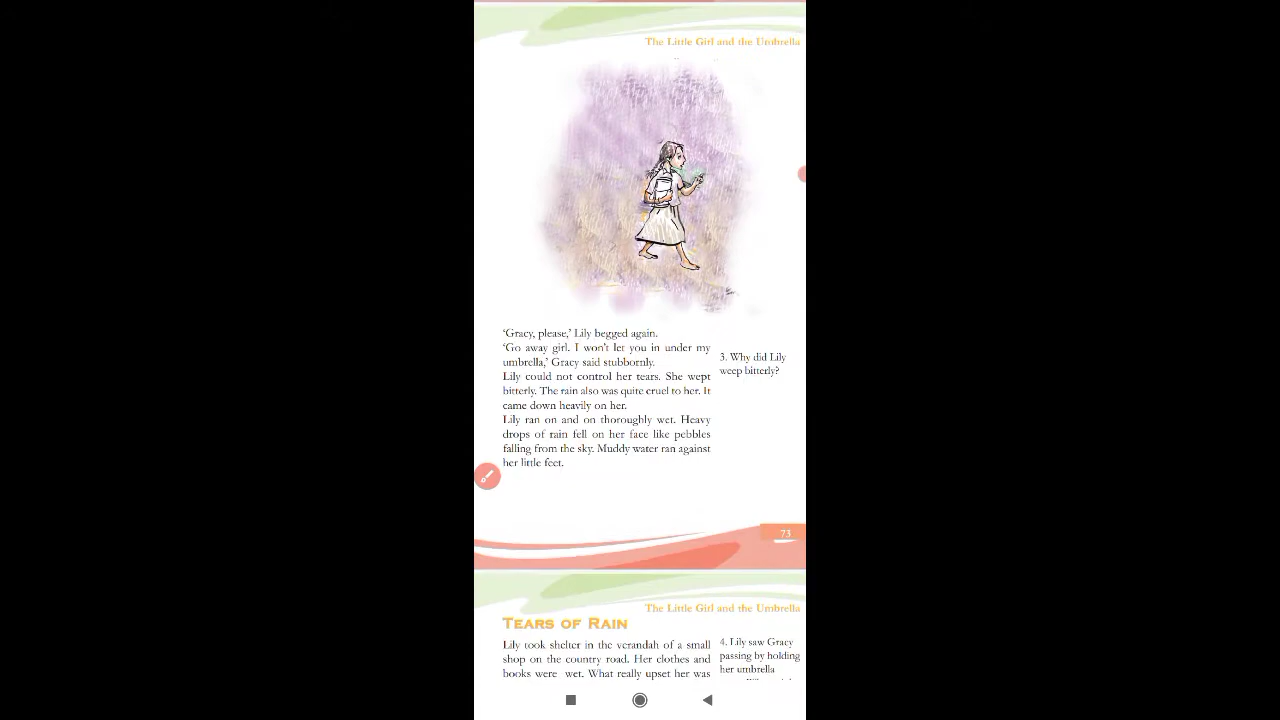 The Little Girl and the Umbrella
'Gracy, please,' Lily begged again.
'Go away girl. I won't let you in under my
umbrella,' Gracy said stubbornly.
Lily could not control her tears. She wept
bitterly. The rain also was quite cruel to her. It
came down heavily on her.
Lily ran on and on thoroughly wet. Heavy
drops of rain fell on her face like pebbles
falling from the sky. Muddy water ran against
her little feet.
3. Why did Lily
weep bitterly?
73
The Little Girl and the Umbrella
TEARS OF RAIN
Lily took shelter in the verandah of a small
shop on the country road. Her clothes and
books were wet. What really upset her was
4. Lily saw Gracy
passing by holding
her umbrella